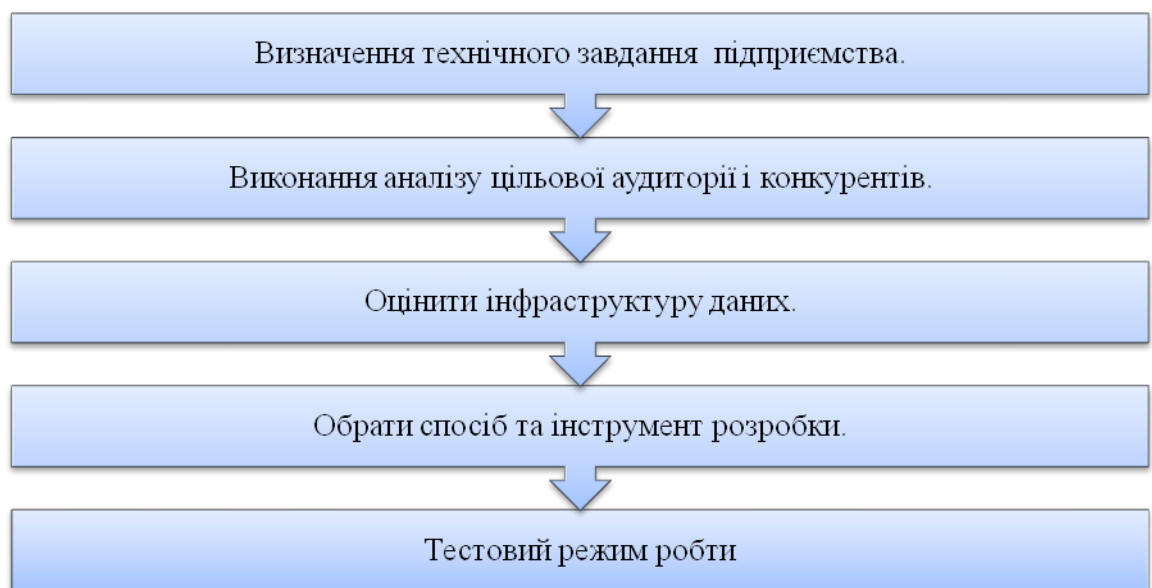 Визначення технічного завдання  підприємства.
Виконання аналізу цільової аудиторії і конкурентів.
Оцінити інфраструктуру даних.
Обрати спосіб та інструмент розробки.
Тестовий режим робти